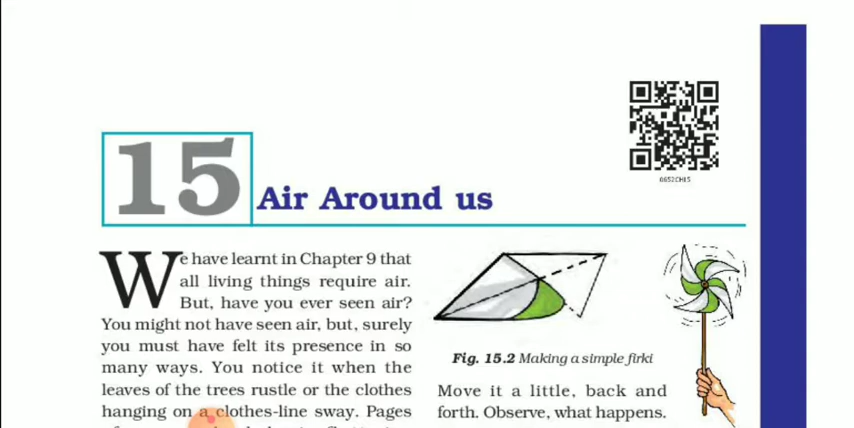 0652CH15
15
Air Around us
We have learnt in Chapter 9 that
all living things require air.
But, have you ever seen air?
You might not have seen air, but, surely
you must have felt its presence in so
many ways. You notice it when the
leaves of the trees rustle or the clothes
hanging on a clothes-line sway. Pages
Fig. 15.2 Making a simple firki
Move it a little, back and
forth. Observe, what happens.